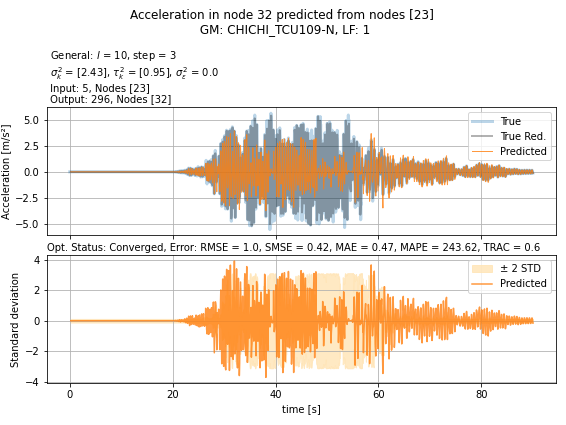 Acceleration in node 32 predicted from nodes [23]
GM: CHICHI_TCU109-N, LF: 1
General: l = 10, step = 3
σ²ₖ = [2.43], τ²ₖ = [0.95], σ²ε = 0.0
Input: 5, Nodes [23]
Output: 296, Nodes [32]
Acceleration [m/s²]
5.0
2.5
0.0
−2.5
−5.0
True
True Red.
Predicted
Opt. Status: Converged, Error: RMSE = 1.0, SMSE = 0.42, MAE = 0.47, MAPE = 243.62, TRAC = 0.6
Standard deviation
4
2
0
−2
−4
± 2 STD
Predicted
0 20 40 60 80
time [s]